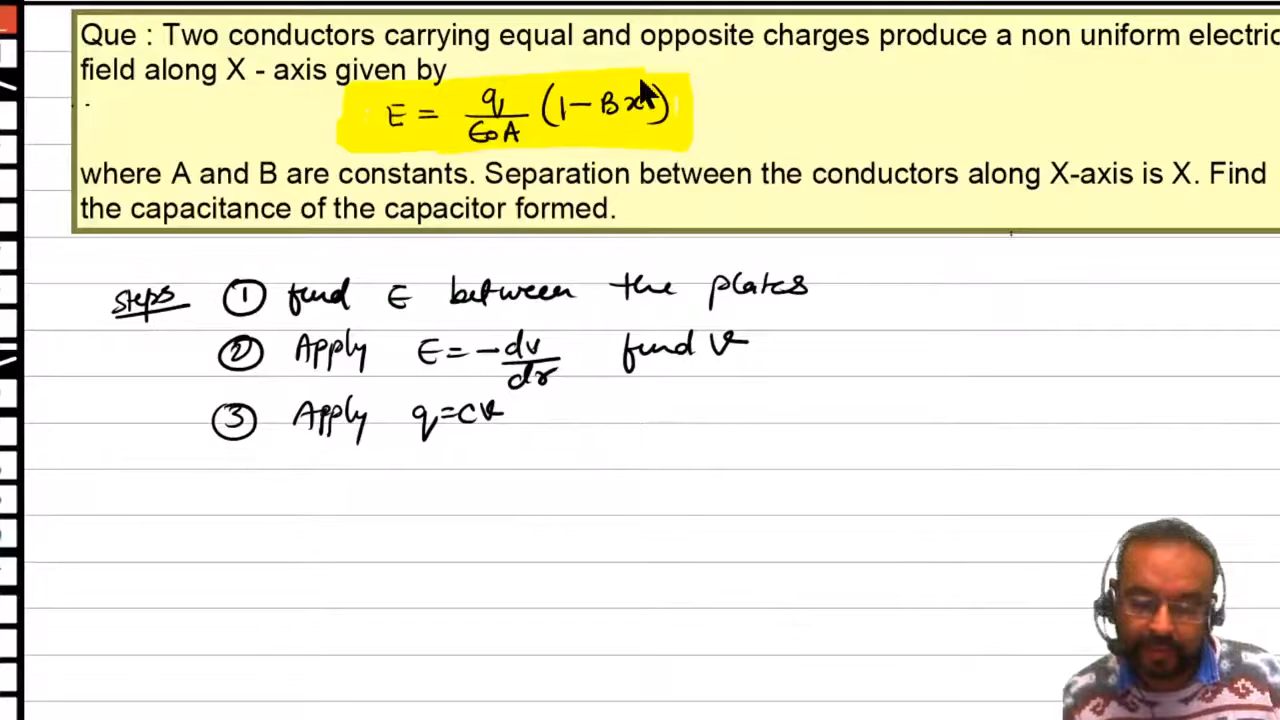 Que : Two conductors carrying equal and opposite charges produce a non uniform electric
field along X - axis given by
E = q/ε₀A (1 - Bx
where A and B are constants. Separation between the conductors along X-axis is X. Find
the capacitance of the capacitor formed.
steps ① find E between the plates
② Apply E = -dv/dr find V
③ Apply q=cv